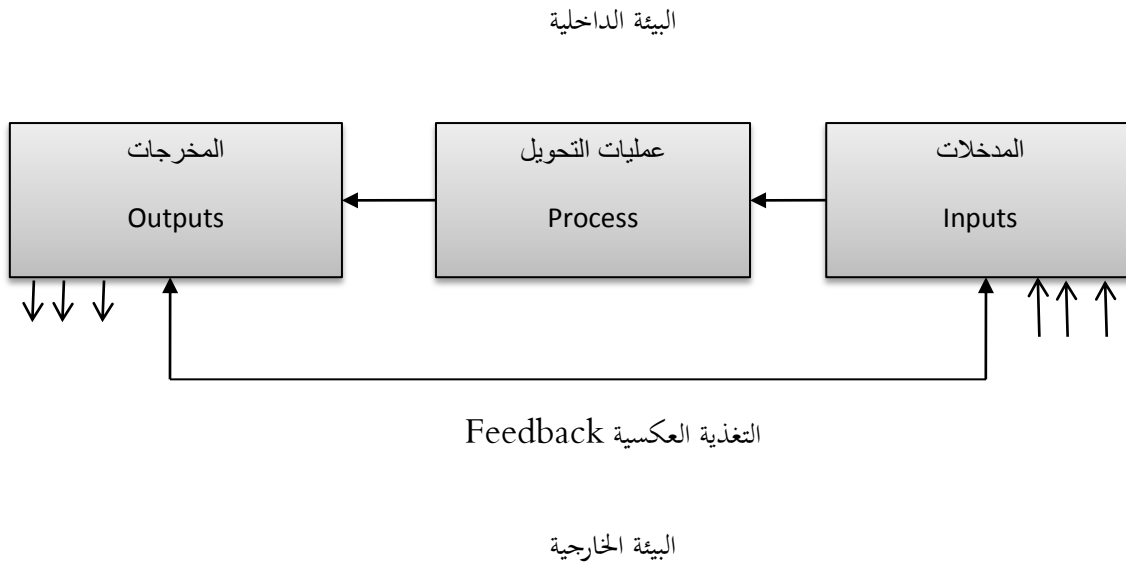 البيئة الداخلية
المدخلات
Inputs
عمليات التحويل
Process
المخرجات
Outputs
التغذية العكسية Feedback
البيئة الخارجية